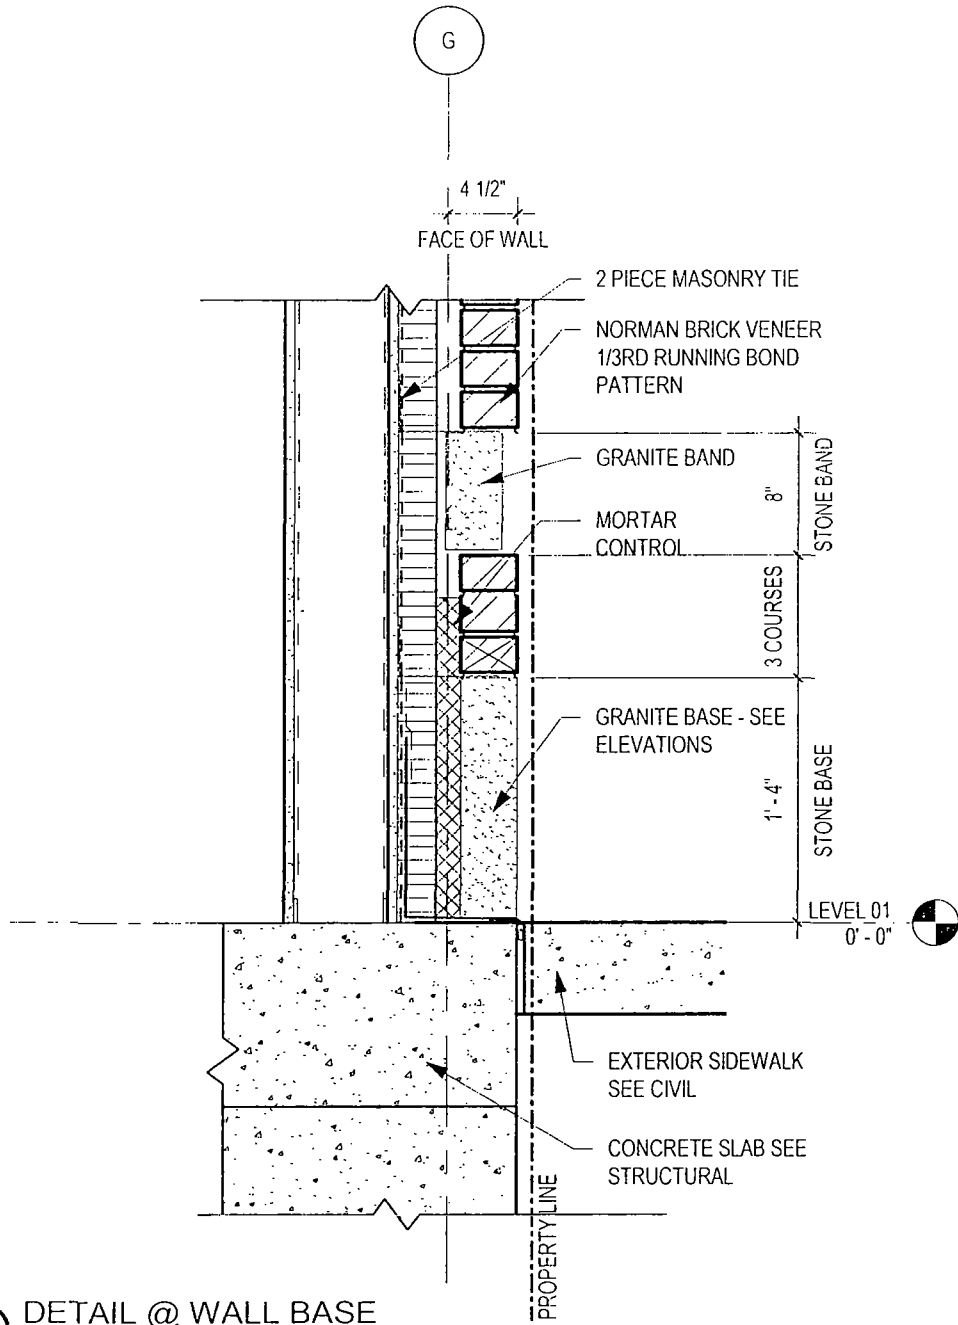 G
4 1/2"
FACE OF WALL
2 PIECE MASONRY TIE
NORMAN BRICK VENEER
1/3RD RUNNING BOND
PATTERN
GRANITE BAND
8"
STONE BAND
MORTAR
CONTROL
3 COURSES
GRANITE BASE - SEE
ELEVATIONS
1' - 4"
STONE BASE
LEVEL 01
0' - 0"
EXTERIOR SIDEWALK
SEE CIVIL
CONCRETE SLAB SEE
STRUCTURAL
PROPERTY LINE
DETAIL @ WALL BASE